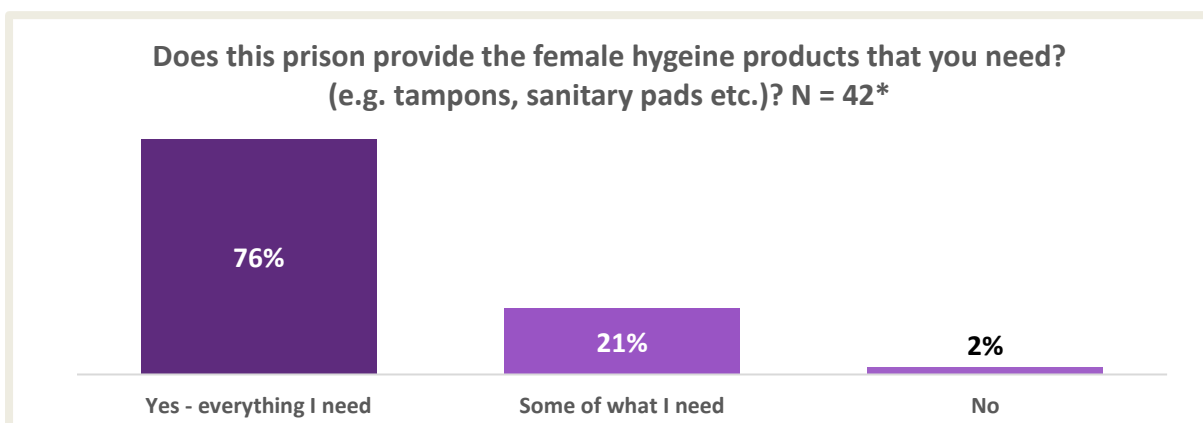 Does this prison provide the female hygeine products that you need?
(e.g. tampons, sanitary pads etc.)? N = 42*
76%
21%
2%
Yes - everything I need
Some of what I need
No